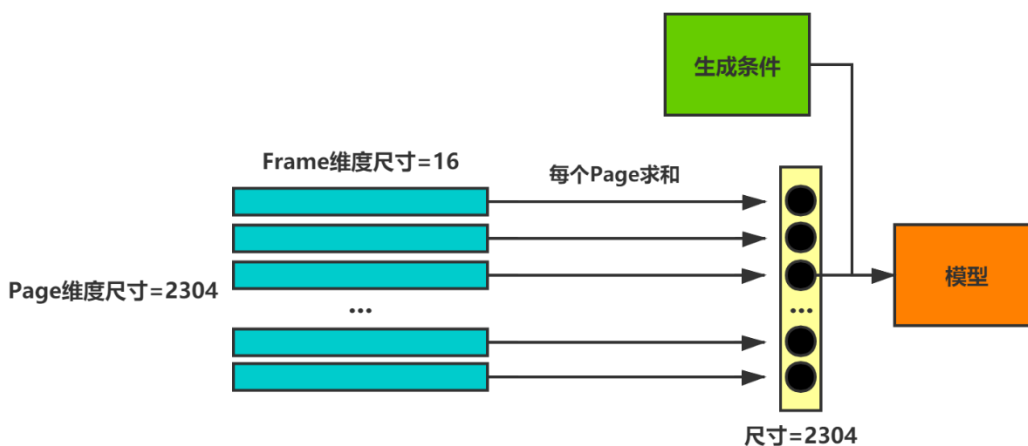 生成条件
Frame维度尺寸=16
每个Page求和
Page维度尺寸=2304
...
...
模型
尺寸=2304